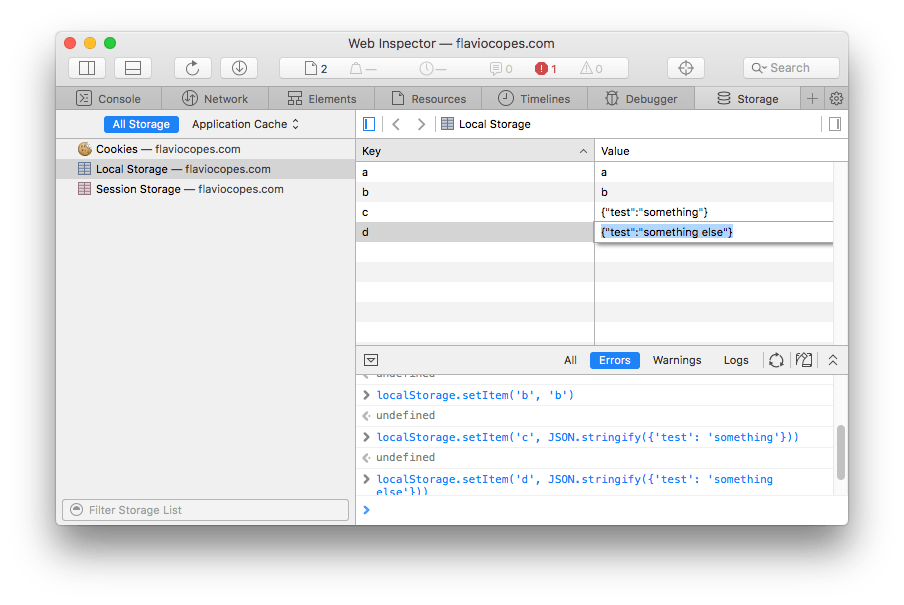 Web Inspector — flaviocopes.com
2 — — 0 1 0 Search
Console Network Elements Resources Timelines Debugger Storage
All Storage Application Cache Local Storage
Cookies — flaviocopes.com
Local Storage — flaviocopes.com
Session Storage — flaviocopes.com
Filter Storage List
Key Value
a a
b b
c {"test":"something"}
d {"test":"something else"}
All Errors Warnings Logs
undefined
localStorage.setItem('b', 'b')
undefined
localStorage.setItem('c', JSON.stringify({'test': 'something'}))
undefined
localStorage.setItem('d', JSON.stringify({'test': 'something
else'}))